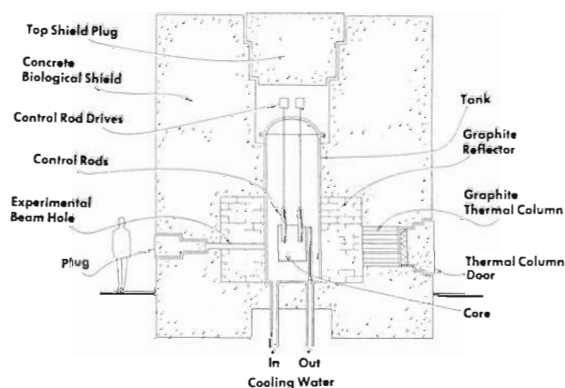 Top Shield Plug
Concrete
Biological Shield
Control Rod Drives
Control Rods
Experimental
Beam Hole
Plug
Tank
Graphite
Reflector
Graphite
Thermal Column
Thermal Column
Door
Core
In Out
Cooling Water